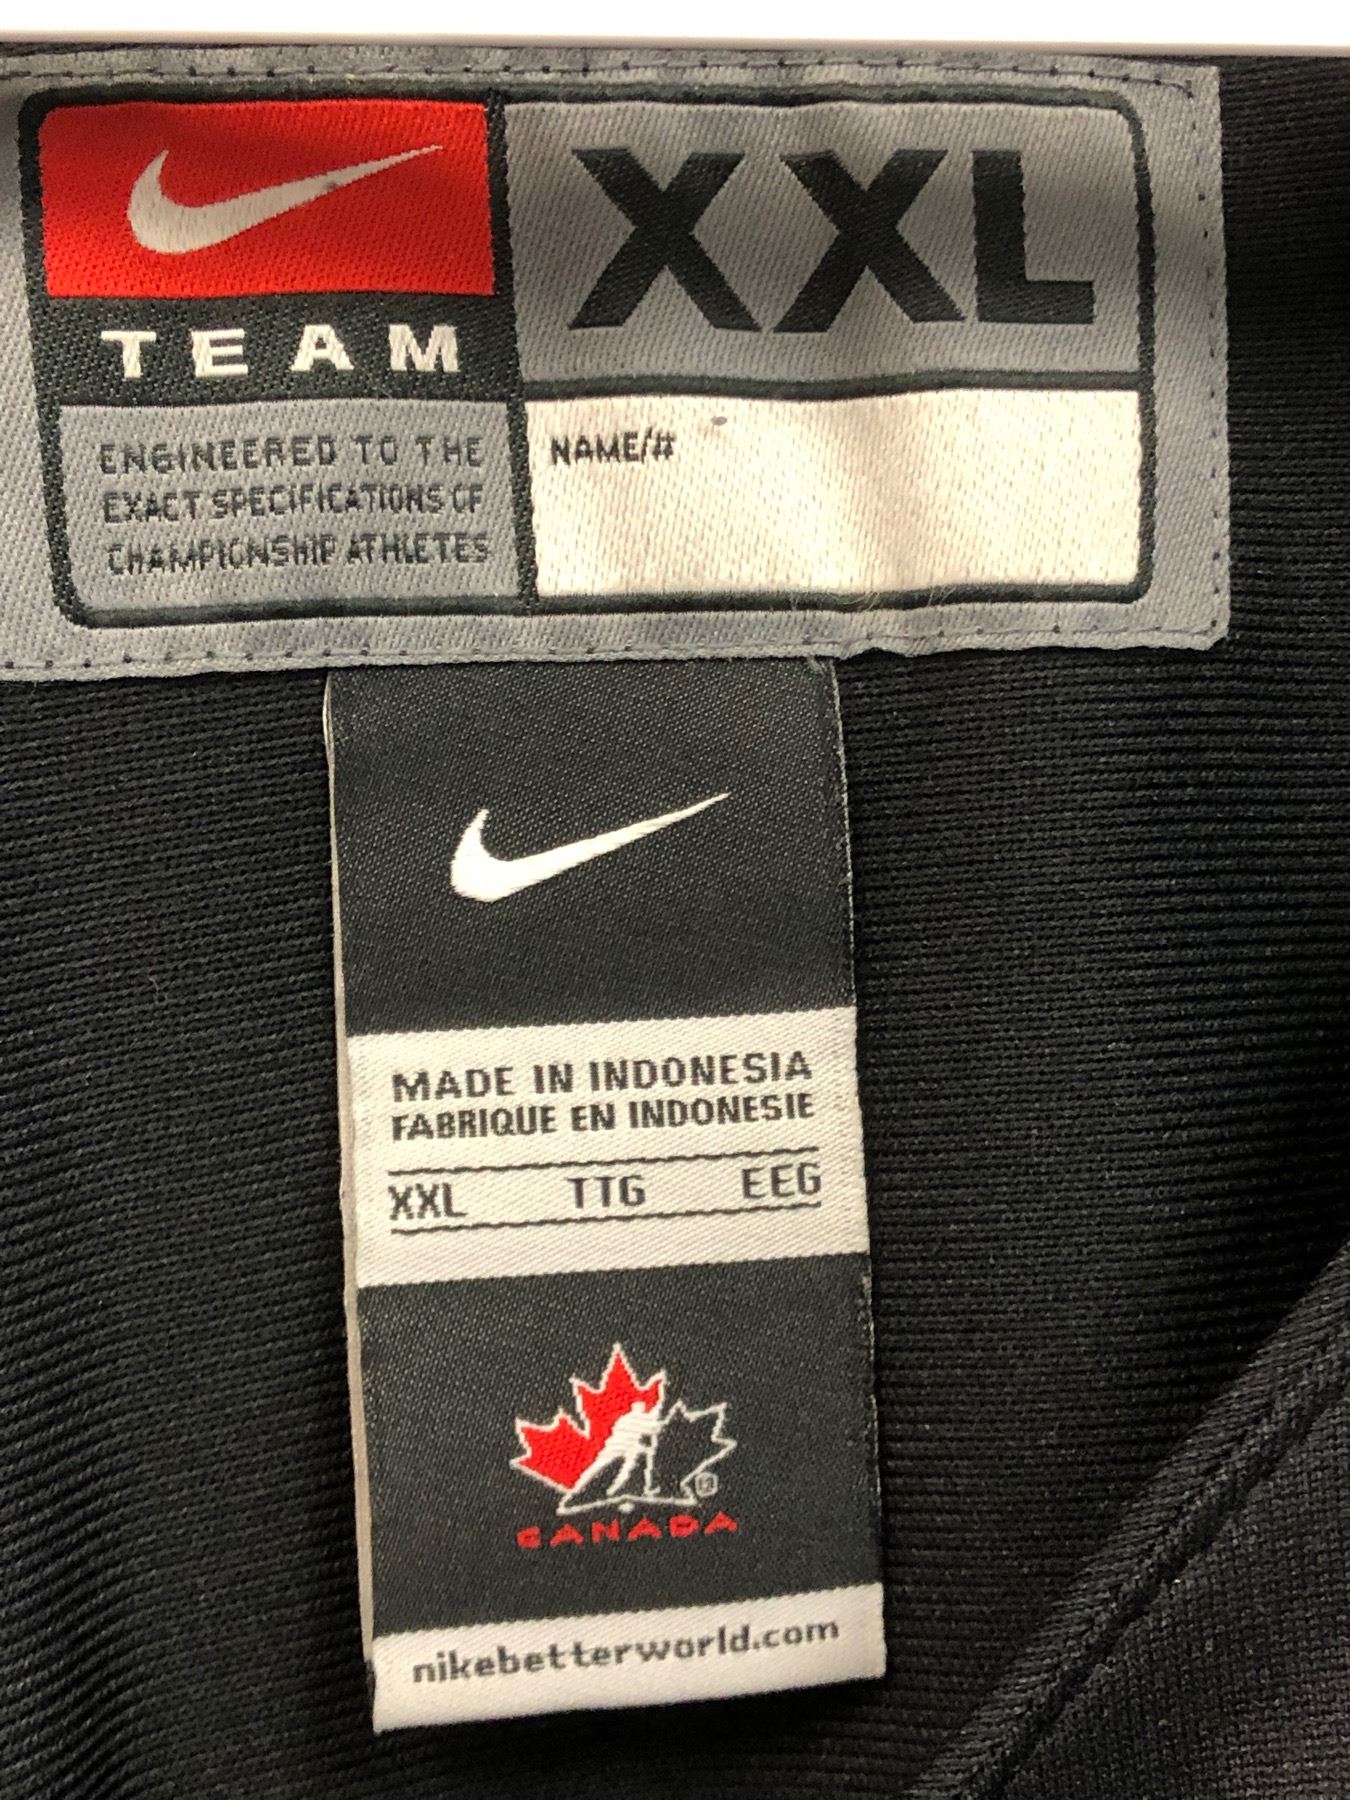 TEAM
XXL
ENGINEERED TO THE
EXACT SPECIFICATIONS OF
CHAMPIONSHIP ATHLETES
NAME/#
MADE IN INDONESIA
FABRIQUE EN INDONESIE
XXL TTG EEG
®
CANADA
nikebetterworld.com